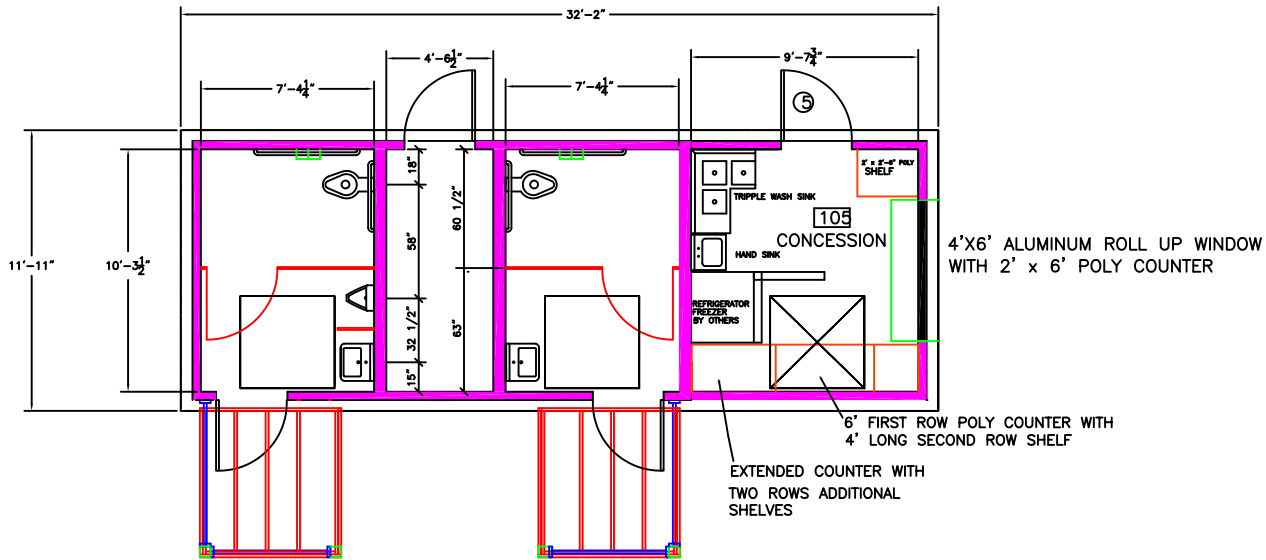 32'-2"
4'-6 1/2"
9'-7 3/4"
7'-4 1/4"
7'-4 1/4"
5
11'-11"
10'-3 1/2"
18"
58"
32 1/2"
15"
60 1/2"
63"
2' x 2'-6" POLY
SHELF
TRIPPLE WASH SINK
105
CONCESSION
HAND SINK
REFRIGERATOR
FREEZER
BY OTHERS
4'X6' ALUMINUM ROLL UP WINDOW
WITH 2' x 6' POLY COUNTER
6' FIRST ROW POLY COUNTER WITH
4' LONG SECOND ROW SHELF
EXTENDED COUNTER WITH
TWO ROWS ADDITIONAL
SHELVES